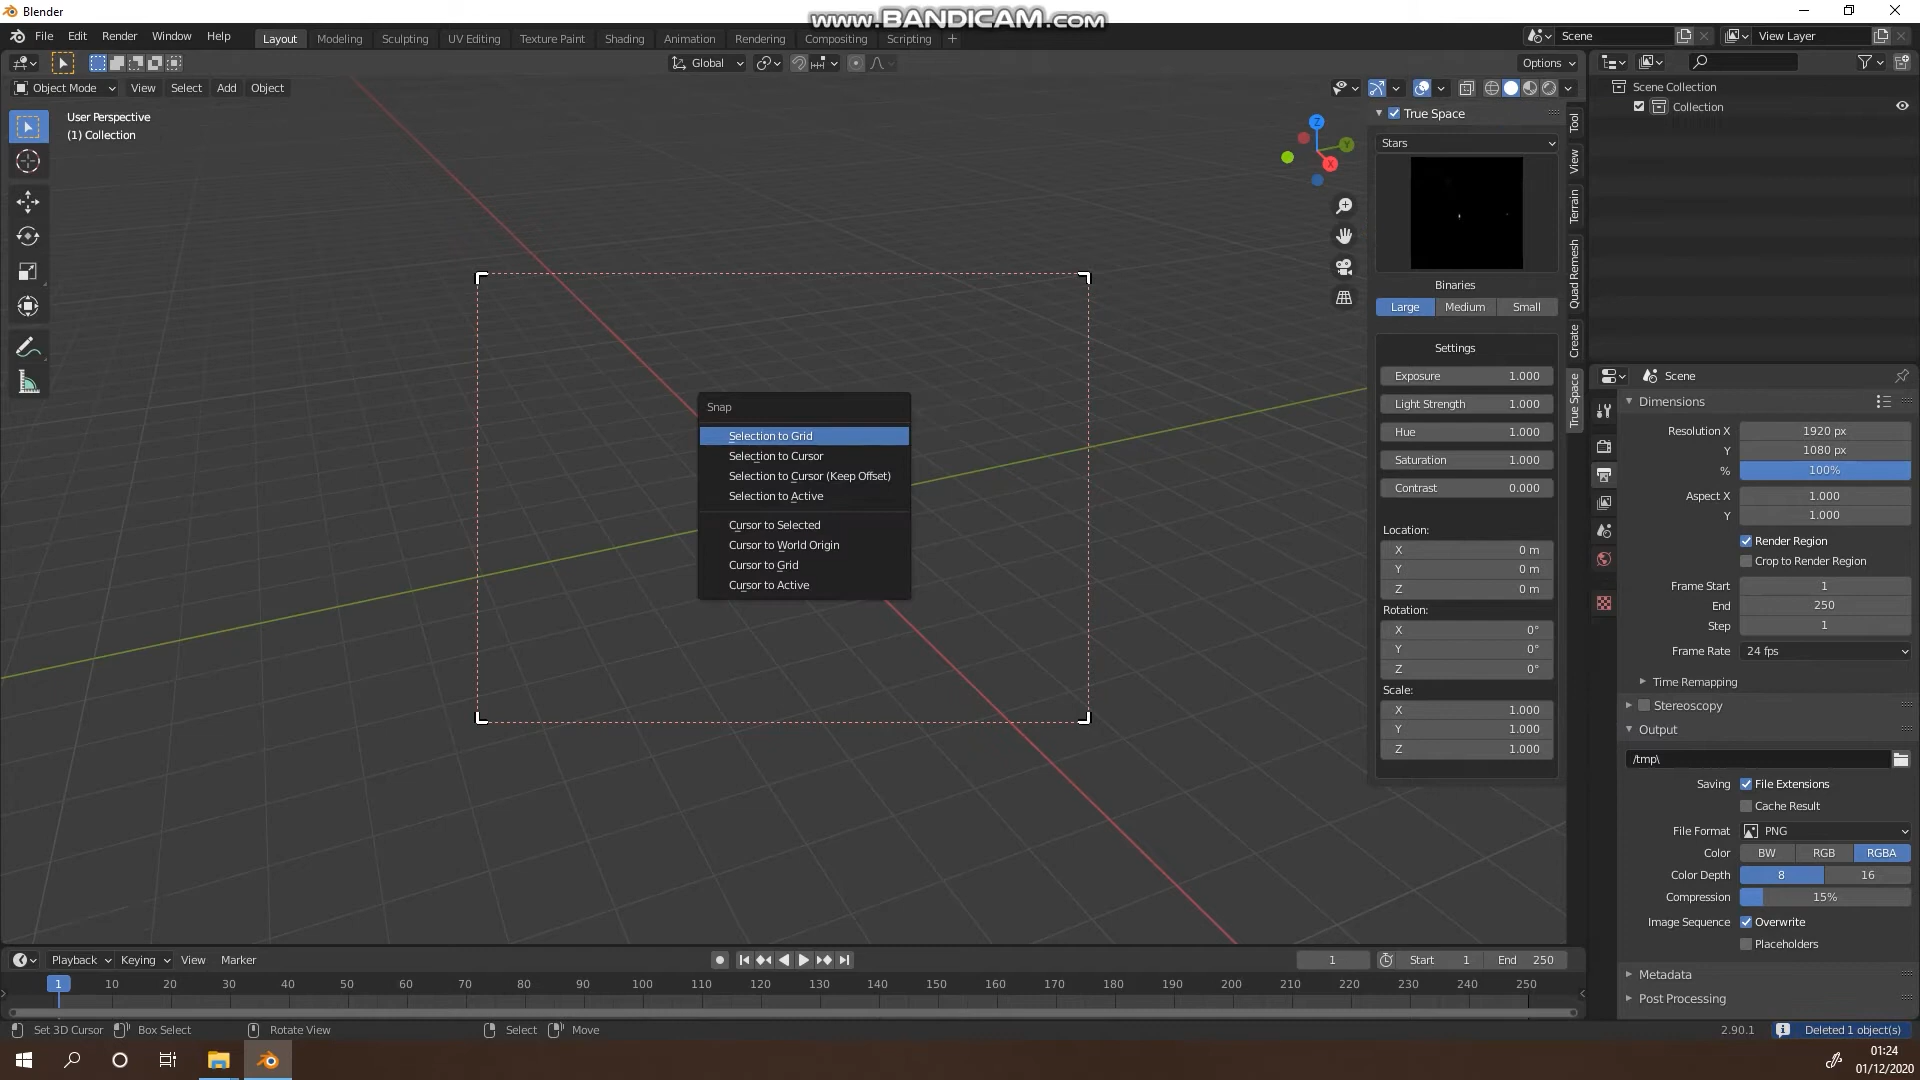 Blender
www.BANDICAM.com
File Edit Render Window Help
Layout Modeling Sculpting UV Editing Texture Paint Shading Animation Rendering Compositing Scripting +
Scene
View Layer
Global
Options
Object Mode View Select Add Object
User Perspective
(1) Collection
Z
Y
X
True Space
Stars
Binaries
Large Medium Small
Settings
Exposure 1.000
Light Strength 1.000
Hue 1.000
Saturation 1.000
Contrast 0.000
Location:
X 0 m
Y 0 m
Z 0 m
Rotation:
X 0°
Y 0°
Z 0°
Scale:
X 1.000
Y 1.000
Z 1.000
Tool
View
Terrain
Quad Remesh
Create
True Space
Snap
Selection to Grid
Selection to Cursor
Selection to Cursor (Keep Offset)
Selection to Active
Cursor to Selected
Cursor to World Origin
Cursor to Grid
Cursor to Active
Scene Collection
Collection
Scene
Dimensions
Resolution X 1920 px
Y 1080 px
% 100%
Aspect X 1.000
Y 1.000
Render Region
Crop to Render Region
Frame Start 1
End 250
Step 1
Frame Rate 24 fps
Time Remapping
Stereoscopy
Output
/tmp\
Saving File Extensions
Cache Result
File Format PNG
Color BW RGB RGBA
Color Depth 8 16
Compression 15%
Image Sequence Overwrite
Placeholders
Metadata
Post Processing
Playback Keying View Marker
1 Start 1 End 250
1 10 20 30 40 50 60 70 80 90 100 110 120 130 140 150 160 170 180 190 200 210 220 230 240 250
Set 3D Cursor Box Select Rotate View Select Move
2.90.1 Deleted 1 object(s)
01:24
01/12/2020